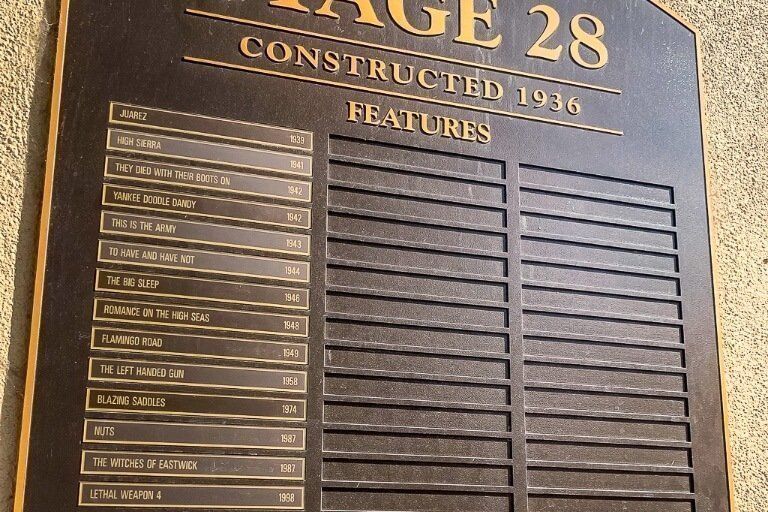 TAGE 28
CONSTRUCTED 1936
FEATURES
JUAREZ 1939
HIGH SIERRA 1941
THEY DIED WITH THEIR BOOTS ON 1942
YANKEE DOODLE DANDY 1942
THIS IS THE ARMY 1943
TO HAVE AND HAVE NOT 1944
THE BIG SLEEP 1946
ROMANCE ON THE HIGH SEAS 1948
FLAMINGO ROAD 1949
THE LEFT HANDED GUN 1958
BLAZING SADDLES 1974
NUTS 1987
THE WITCHES OF EASTWICK 1987
LETHAL WEAPON 4 1998